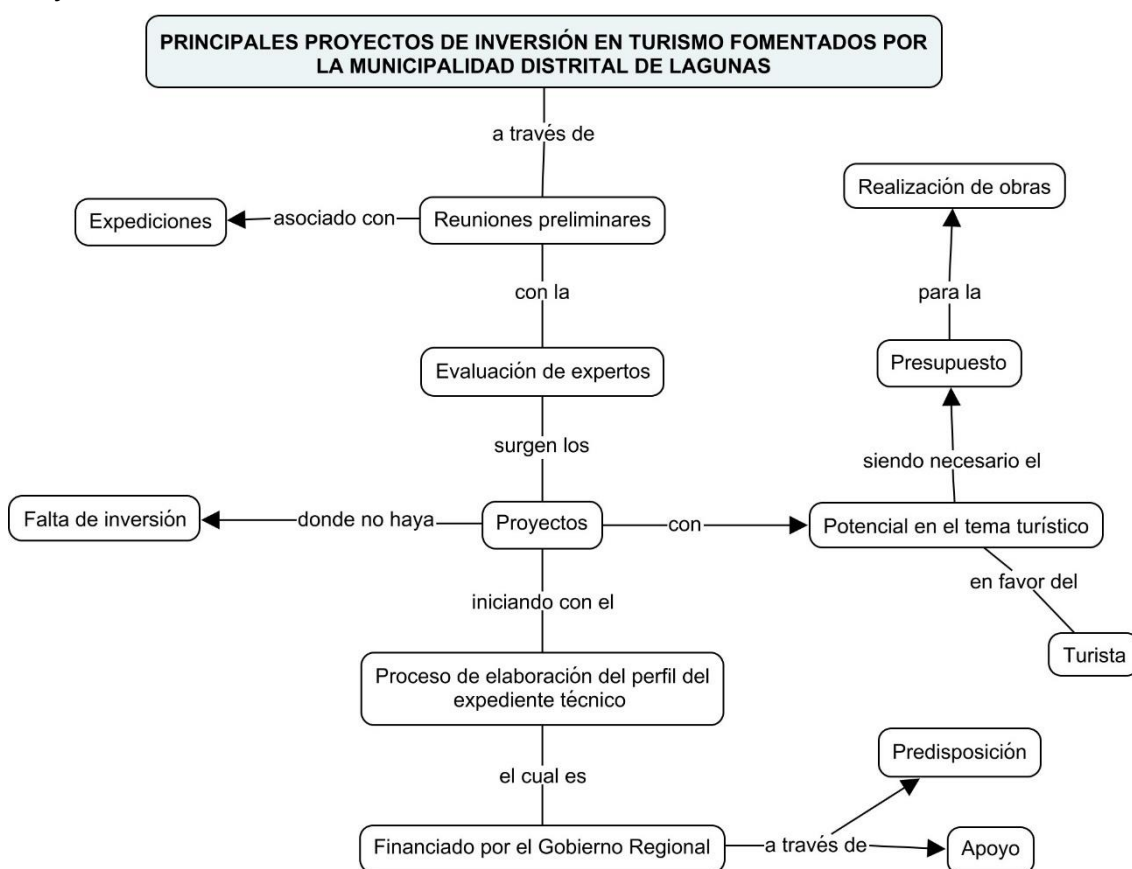 PRINCIPALES PROYECTOS DE INVERSIÓN EN TURISMO FOMENTADOS POR
LA MUNICIPALIDAD DISTRITAL DE LAGUNAS
a través de
Realización de obras
Expediciones
asociado con
Reuniones preliminares
con la
para la
Evaluación de expertos
Presupuesto
surgen los
siendo necesario el
Falta de inversión
donde no haya
Proyectos
con
Potencial en el tema turístico
en favor del
iniciando con el
Turista
Proceso de elaboración del perfil del
expediente técnico
el cual es
Predisposición
Financiado por el Gobierno Regional
a través de
Apoyo